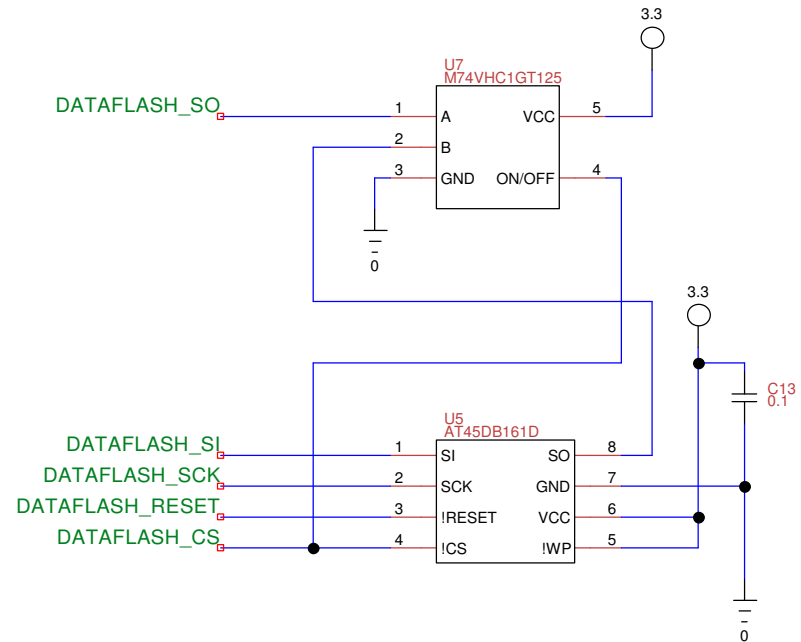 3.3
U7
M74VHC1GT125
DATAFLASH_SO
1
A
VCC
5
2
B
3
GND
ON/OFF
4
0
3.3
C13
0.1
U5
AT45DB161D
DATAFLASH_SI
1
SI
SO
8
DATAFLASH_SCK
2
SCK
GND
7
DATAFLASH_RESET
3
!RESET
VCC
6
DATAFLASH_CS
4
!CS
!WP
5
0